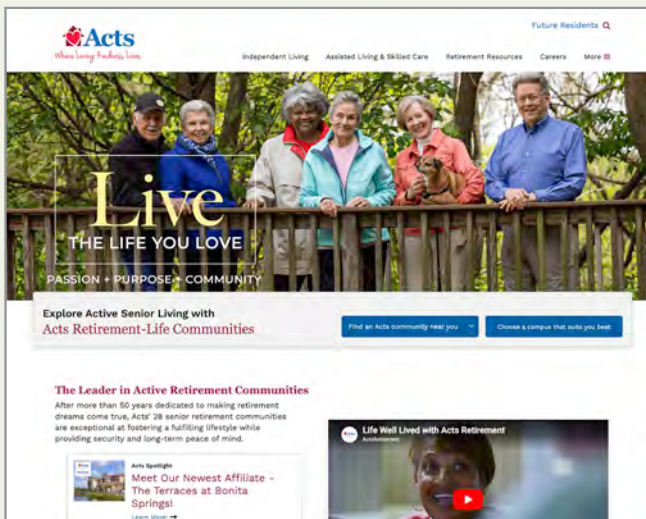 Future Residents
Acts
Where Loving-Kindness Lives
Independent Living Assisted Living & Skilled Care Retirement Resources Careers More
Live
THE LIFE YOU LOVE
PASSION + PURPOSE + COMMUNITY
Explore Active Senior Living with
Acts Retirement-Life Communities
Find an Acts community near you
Choose a campus that suits you best
The Leader in Active Retirement Communities
After more than 50 years dedicated to making retirement
dreams come true, Acts' 28 senior retirement communities
are exceptional at fostering a fulfilling lifestyle while
providing security and long-term peace of mind.
Acts Spotlight
Meet Our Newest Affiliate -
The Terraces at Bonita
Springs!
Learn More!
Life Well Lived with Acts Retirement
ActsRetirement